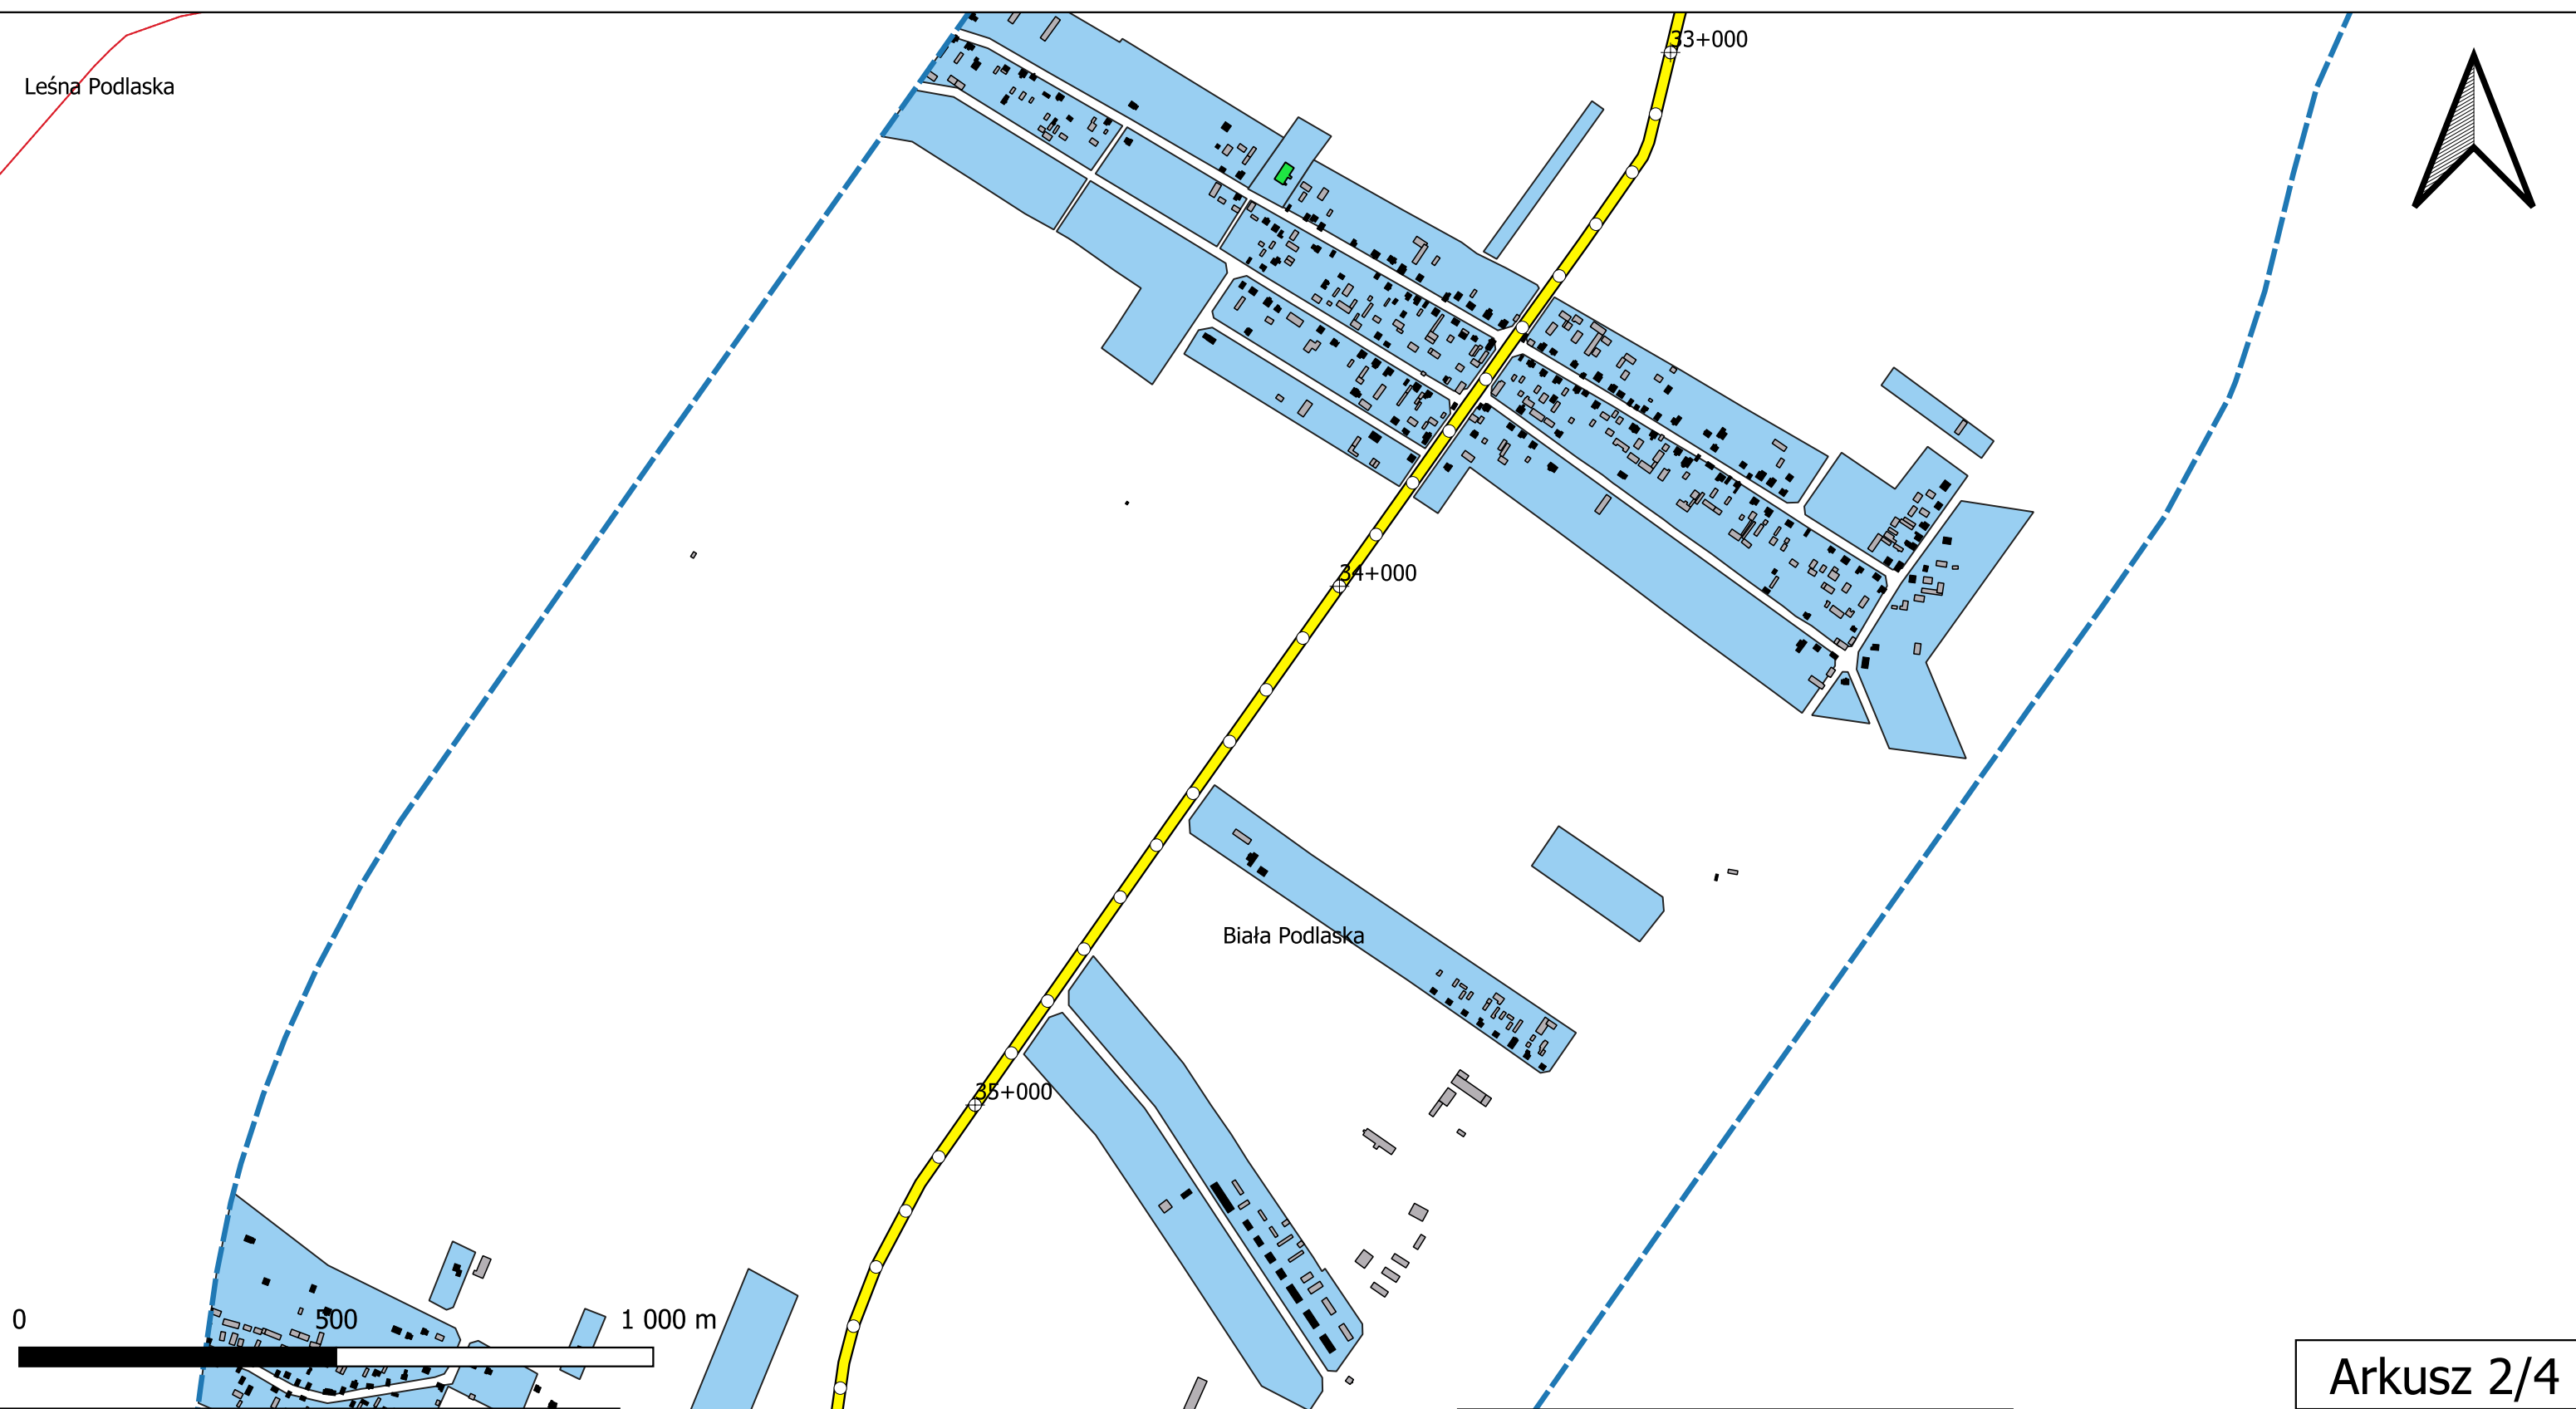 33+000
Leśna Podlaska
34+000
Biała Podlaska
35+000
0 500 1 000 m
Arkusz 2/4